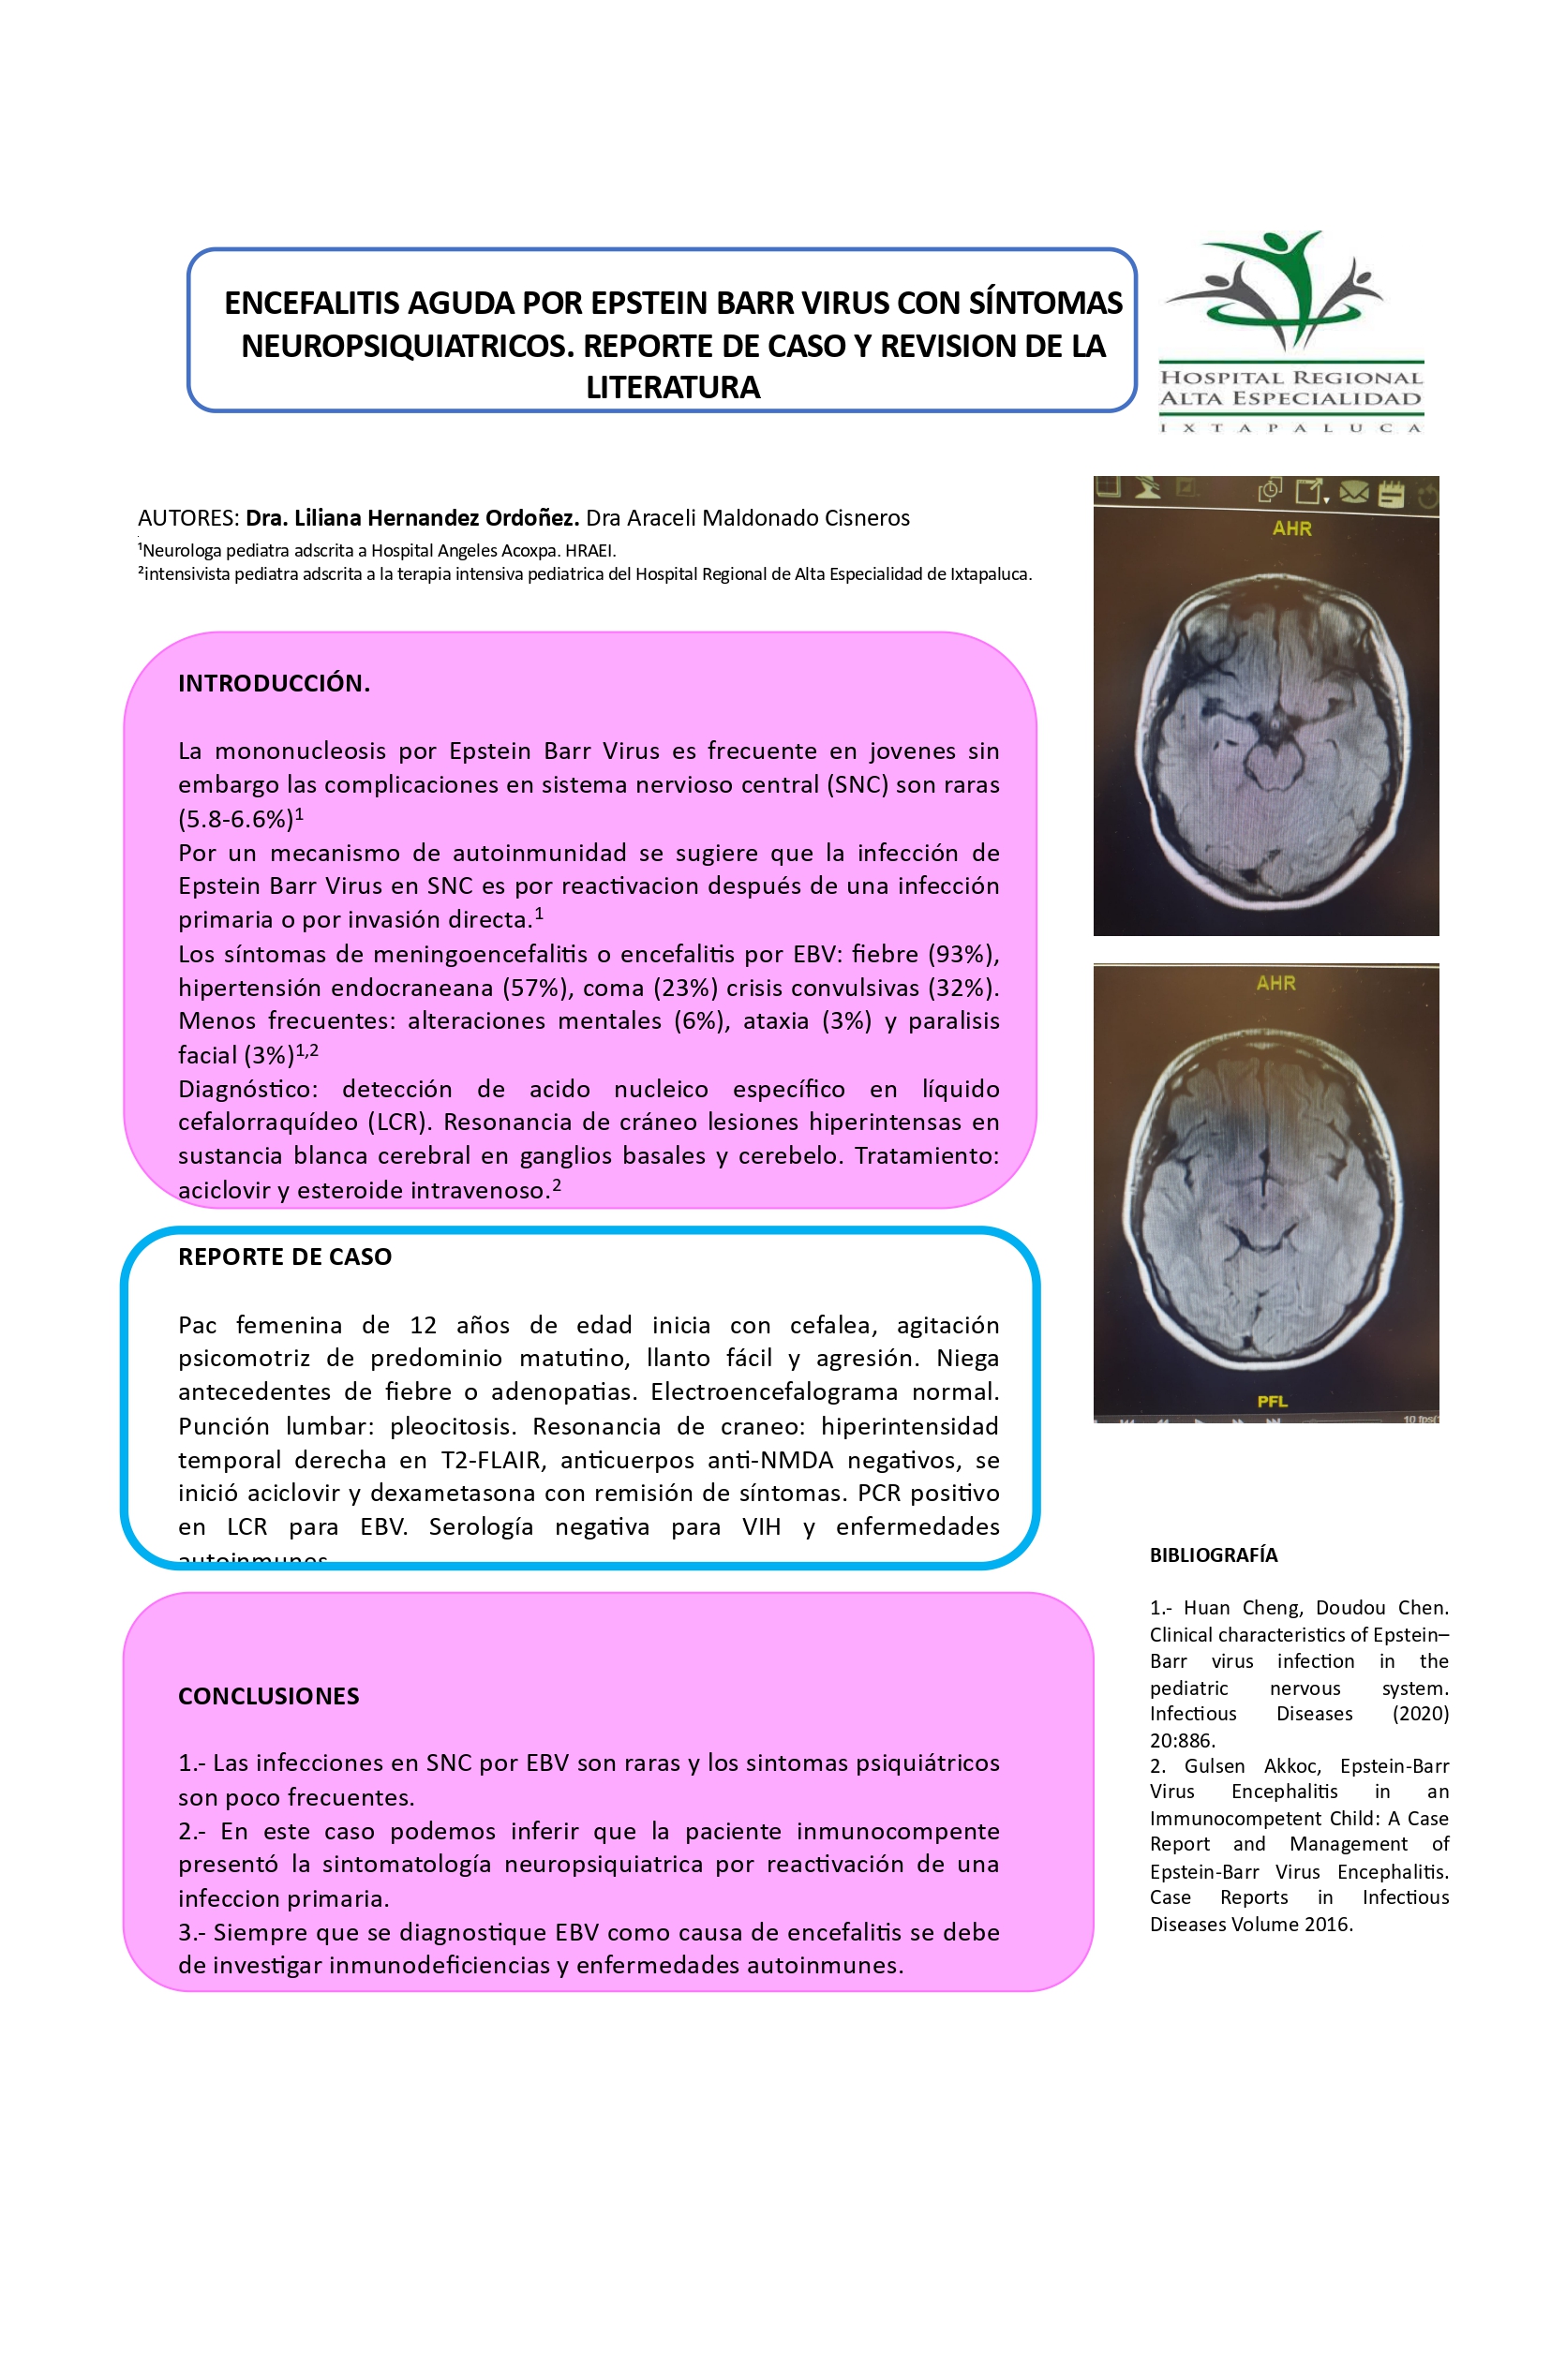 ENCEFALITIS AGUDA POR EPSTEIN BARR VIRUS CON SÍNTOMAS
NEUROPSIQUIATRICOS. REPORTE DE CASO Y REVISION DE LA
LITERATURA
HOSPITAL REGIONAL
ALTA ESPECIALIDAD
IXTAPALUCA
AUTORES: Dra. Liliana Hernandez Ordoñez. Dra Araceli Maldonado Cisneros
¹Neurologa pediatra adscrita a Hospital Angeles Acoxpa. HRAEI.
²intensivista pediatra adscrita a la terapia intensiva pediatrica del Hospital Regional de Alta Especialidad de Ixtapaluca.
INTRODUCCIÓN.
La mononucleosis por Epstein Barr Virus es frecuente en jovenes sin
embargo las complicaciones en sistema nervioso central (SNC) son raras
(5.8-6.6%)¹
Por un mecanismo de autoinmunidad se sugiere que la infección de
Epstein Barr Virus en SNC es por reactivacion después de una infección
primaria o por invasión directa.¹
Los síntomas de meningoencefalitis o encefalitis por EBV: fiebre (93%),
hipertensión endocraneana (57%), coma (23%) crisis convulsivas (32%).
Menos frecuentes: alteraciones mentales (6%), ataxia (3%) y paralisis
facial (3%)¹,²
Diagnóstico: detección de acido nucleico específico en líquido
cefalorraquídeo (LCR). Resonancia de cráneo lesiones hiperintensas en
sustancia blanca cerebral en ganglios basales y cerebelo. Tratamiento:
aciclovir y esteroide intravenoso.²
REPORTE DE CASO
Pac femenina de 12 años de edad inicia con cefalea, agitación
psicomotriz de predominio matutino, llanto fácil y agresión. Niega
antecedentes de fiebre o adenopatias. Electroencefalograma normal.
Punción lumbar: pleocitosis. Resonancia de craneo: hiperintensidad
temporal derecha en T2-FLAIR, anticuerpos anti-NMDA negativos, se
inició aciclovir y dexametasona con remisión de síntomas. PCR positivo
en LCR para EBV. Serología negativa para VIH y enfermedades
autoinmunes
CONCLUSIONES
1.- Las infecciones en SNC por EBV son raras y los sintomas psiquiátricos
son poco frecuentes.
2.- En este caso podemos inferir que la paciente inmunocompente
presentó la sintomatología neuropsiquiatrica por reactivación de una
infeccion primaria.
3.- Siempre que se diagnostique EBV como causa de encefalitis se debe
de investigar inmunodeficiencias y enfermedades autoinmunes.
AHR
AHR
PFL
10 fps(
BIBLIOGRAFÍA
1.- Huan Cheng, Doudou Chen.
Clinical characteristics of Epstein–
Barr virus infection in the
pediatric nervous system.
Infectious Diseases (2020)
20:886.
2. Gulsen Akkoc, Epstein-Barr
Virus Encephalitis in an
Immunocompetent Child: A Case
Report and Management of
Epstein-Barr Virus Encephalitis.
Case Reports in Infectious
Diseases Volume 2016.